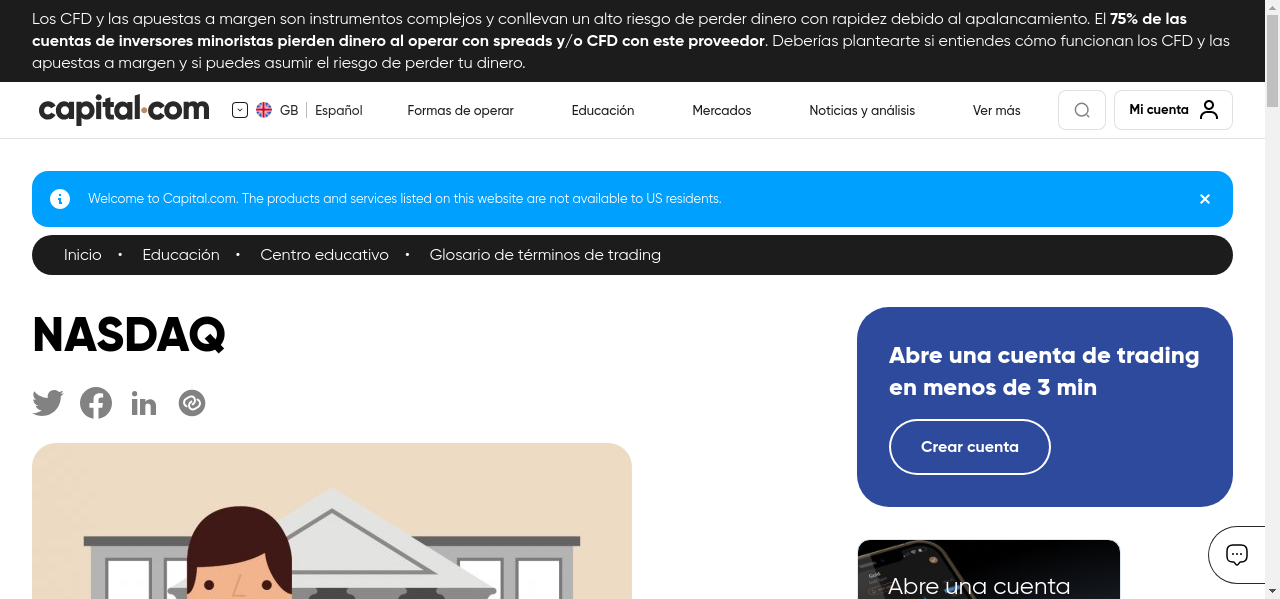 Los CFD y las apuestas a margen son instrumentos complejos y conllevan un alto riesgo de perder dinero con rapidez debido al apalancamiento. El 75% de las
cuentas de inversores minoristas pierden dinero al operar con spreads y/o CFD con este proveedor. Deberías plantearte si entiendes cómo funcionan los CFD y las
apuestas a margen y si puedes asumir el riesgo de perder tu dinero.
capital.com GB Español Formas de operar Educación Mercados Noticias y análisis Ver más Mi cuenta
Welcome to Capital.com. The products and services listed on this website are not available to US residents.
Inicio • Educación • Centro educativo • Glosario de términos de trading
NASDAQ
Abre una cuenta de trading
en menos de 3 min
Crear cuenta
Abre una cuenta